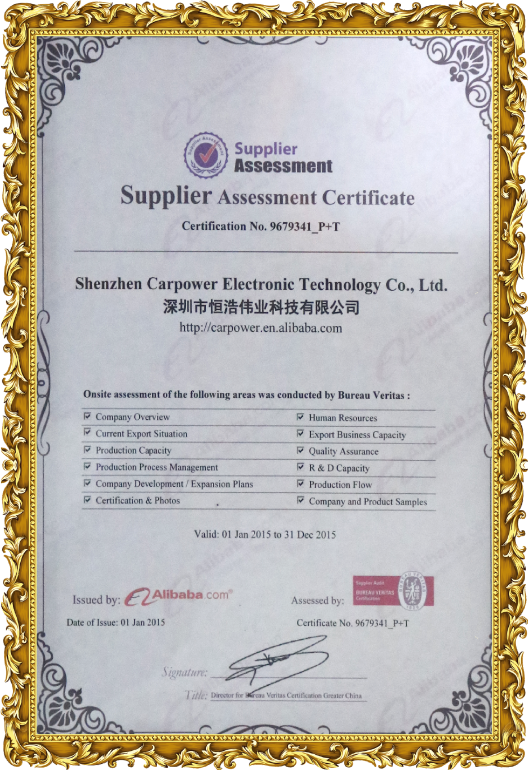 Supplier
Assessment
Supplier Assessment Certificate
Certification No. 9679341_P+T
Shenzhen Carpower Electronic Technology Co., Ltd.
深圳市恒浩伟业科技有限公司
http://carpower.en.alibaba.com
Onsite assessment of the following areas was conducted by Bureau Veritas :
Company Overview Human Resources
Current Export Situation Export Business Capacity
Production Capacity Quality Assurance
Production Process Management R & D Capacity
Company Development / Expansion Plans Production Flow
Certification & Photos Company and Product Samples
Valid: 01 Jan 2015 to 31 Dec 2015
Issued by: Alibaba.com® Assessed by: Supplier Audit
BUREAU VERITAS
Certification
Date of Issue: 01 Jan 2015 Certificate No. 9679341_P+T
Signature:
Title: Director for Bureau Veritas Certification Greater China